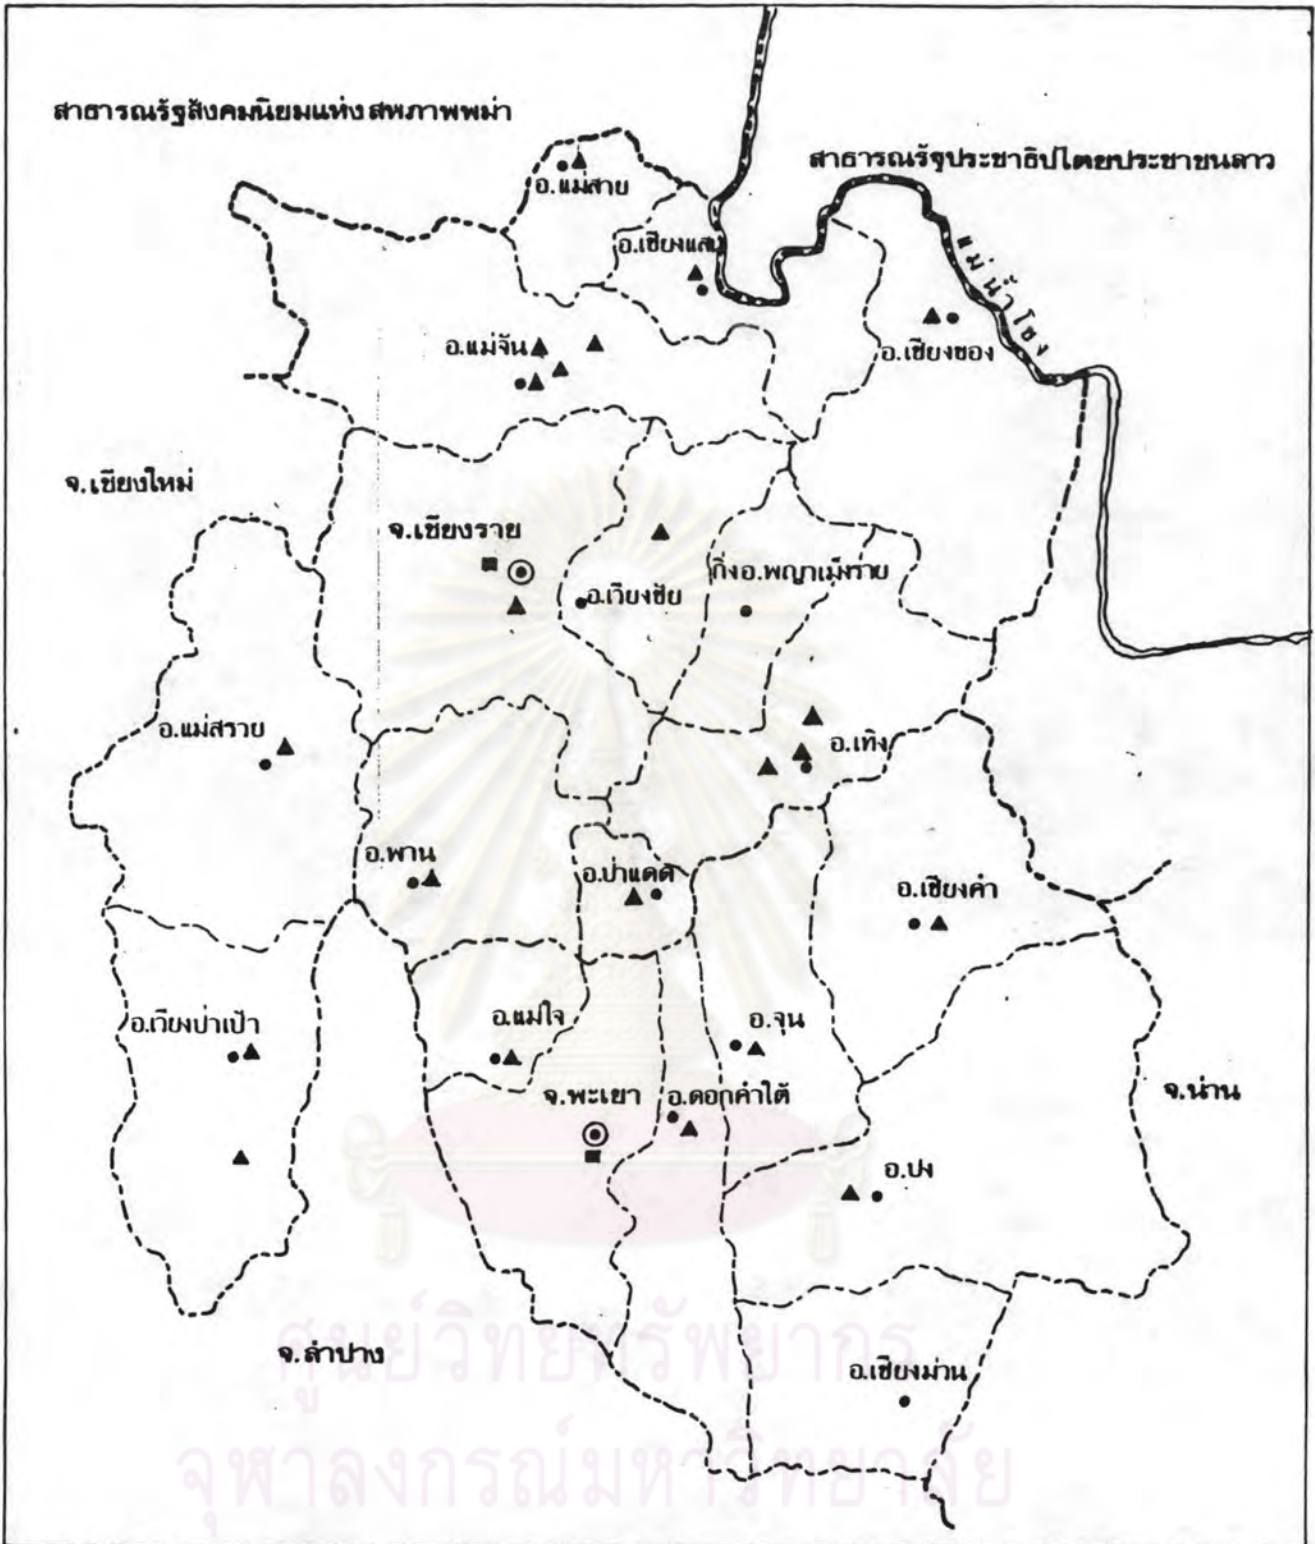 สาธารณรัฐสังคมนิยมแห่งสหภาพพม่า
สาธารณรัฐประชาธิปไตยประชาชนลาว
อ.แม่สาย
อ.เชียงแสน
แม่น้ำโขง
อ.แม่จัน
อ.เชียงของ
จ.เชียงใหม่
จ.เชียงราย
กิ่งอ.พญาเม็งราย
อ.เวียงชัย
อ.แม่สรวย
อ.เทิง
อ.พาน
อ.ป่าแดด
อ.เชียงคำ
อ.เวียงป่าเป้า
อ.แม่ใจ
อ.จุน
จ.พะเยา
อ.ดอกคำใต้
จ.น่าน
อ.ปง
จ.ลำปาง
อ.เชียงม่วน
ศูนย์วิทยทรัพยากร
จุฬาลงกรณ์มหาวิทยาลัย